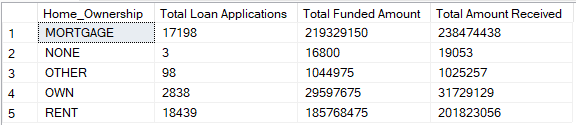 Home_Ownership Total Loan Applications Total Funded Amount Total Amount Received
1 MORTGAGE 17198 219329150 238474438
2 NONE 3 16800 19053
3 OTHER 98 1044975 1025257
4 OWN 2838 29597675 31729129
5 RENT 18439 185768475 201823056